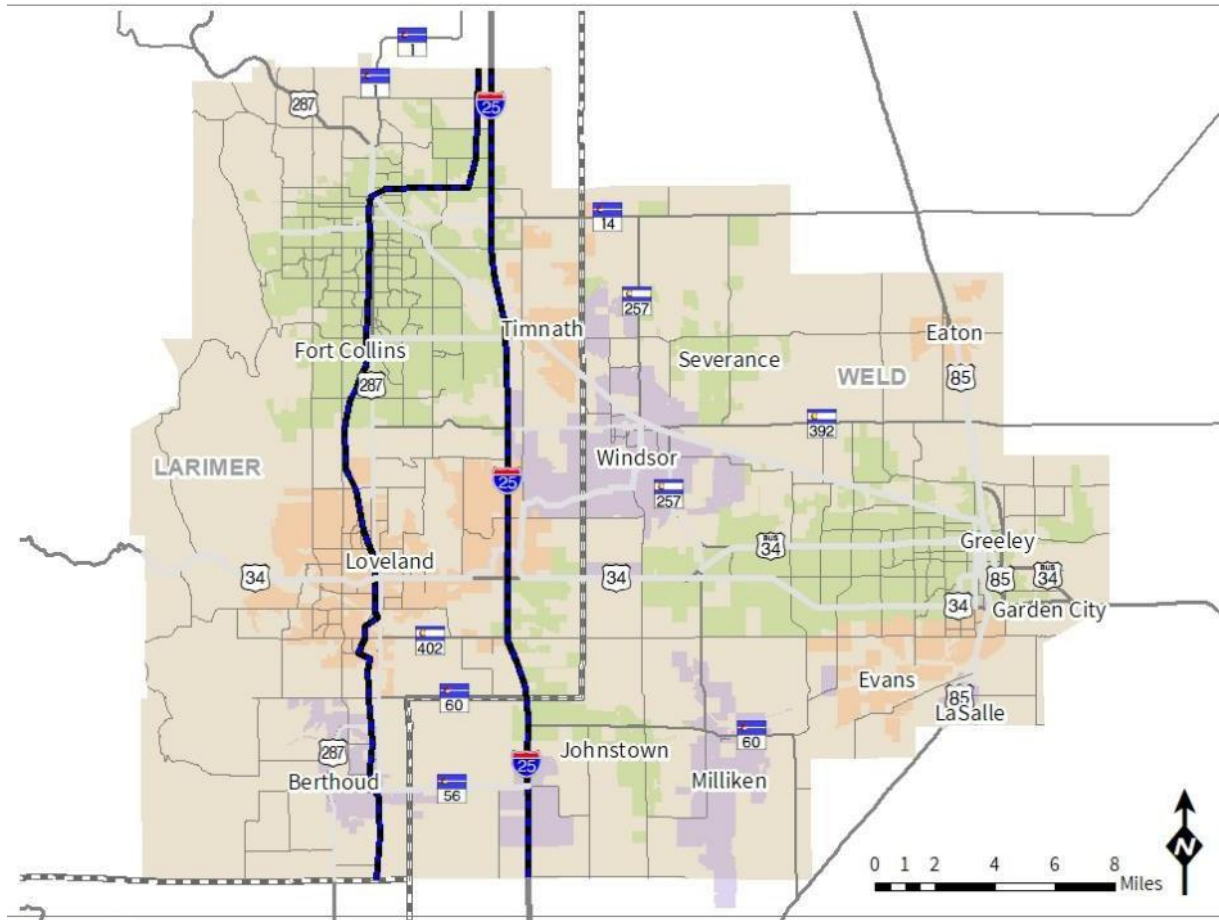 1
1
287
25
14
257
Timnath
Eaton
Fort Collins
Severance
287
WELD
85
392
LARIMER
Windsor
25
257
BUS
34
Greeley
Loveland
34
34
85
BUS
34
34
Garden City
402
Evans
60
85
LaSalle
60
287
Johnstown
25
Berthoud
56
Milliken
N
0 1 2 4 6 8
Miles